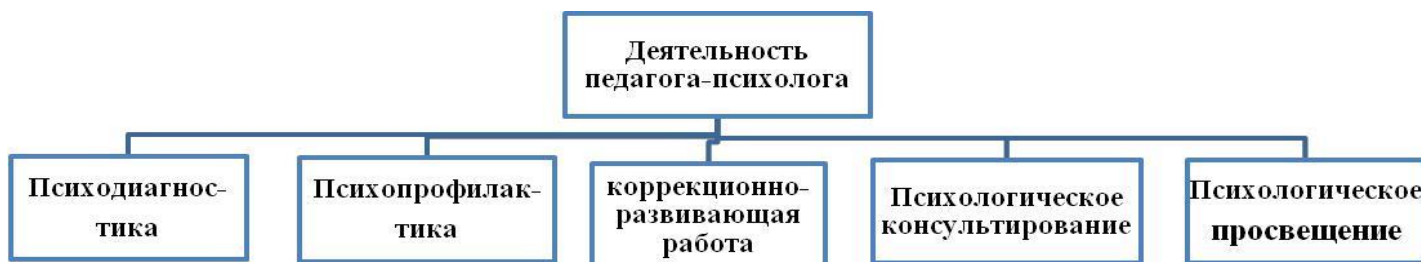 Деятельность
педагога-психолога
Психодиагнос-
тика
Психопрофилак-
тика
коррекционно-
развивающая
работа
Психологическое
консультирование
Психологическое
просвещение